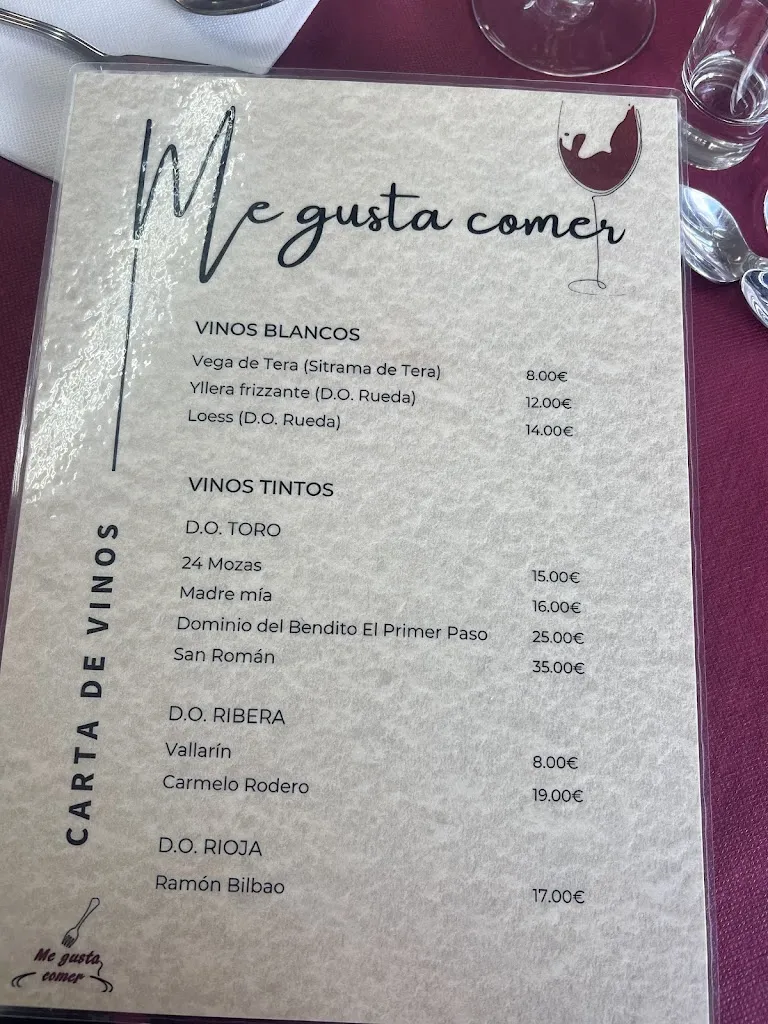 Me gusta comer
VINOS BLANCOS
Vega de Tera (Sitrama de Tera) 8.00€
Yllera frizzante (D.O. Rueda) 12.00€
Loess (D.O. Rueda) 14.00€
VINOS TINTOS
D.O. TORO
24 Mozas 15.00€
Madre mía 16.00€
Dominio del Bendito El Primer Paso 25.00€
San Román 35.00€
D.O. RIBERA
Vallarín 8.00€
Carmelo Rodero 19.00€
D.O. RIOJA
Ramón Bilbao 17.00€
CARTA DE VINOS
Me gusta
comer